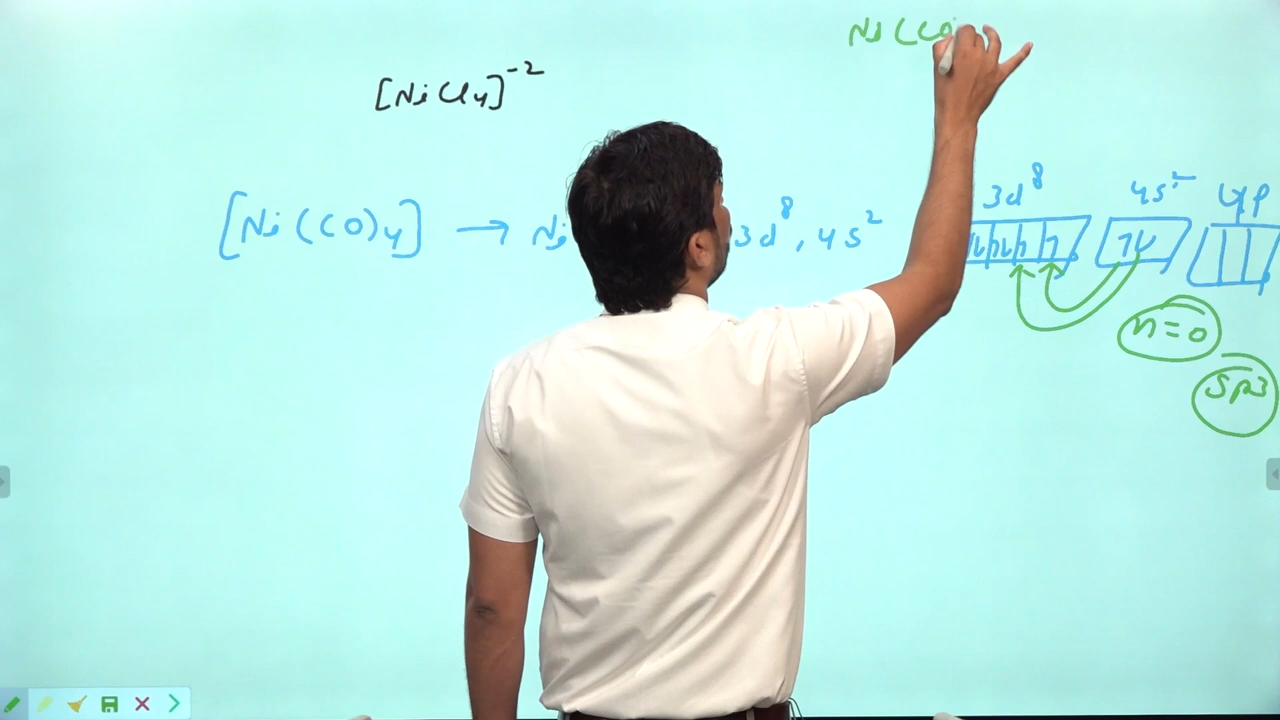 Ni(CO
[NiCl4]-2
3d8 4s2 4p
[Ni(CO)4] → Ni 3d8, 4s2
n=0
sp3